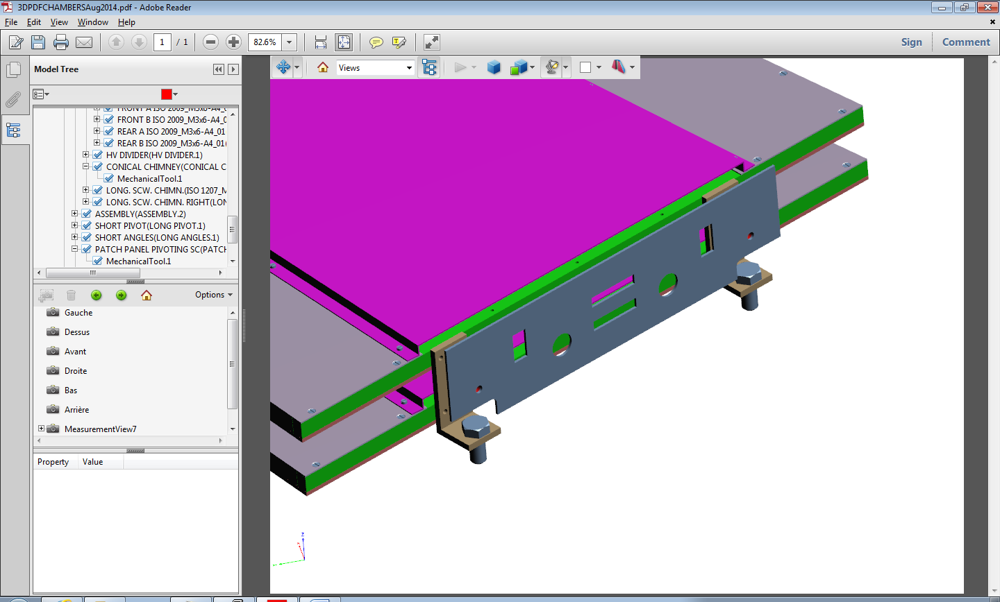 3DPDFCHAMBERSAug2014.pdf - Adobe Reader
File Edit View Window Help
1 / 1 82.6% Sign Comment
Model Tree
Views
FRONT A ISO 2009_M3x6-A4_0
FRONT B ISO 2009_M3x6-A4_0
REAR A ISO 2009_M3x6-A4_01
REAR B ISO 2009_M3x6-A4_01(
HV DIVIDER(HV DIVIDER.1)
CONICAL CHIMNEY(CONICAL C
MechanicalTool.1
LONG. SCW. CHIMN.(ISO 1207_M
LONG. SCW. CHIMN. RIGHT(LON
ASSEMBLY(ASSEMBLY.2)
SHORT PIVOT(LONG PIVOT.1)
SHORT ANGLES(LONG ANGLES.1)
PATCH PANEL PIVOTING SC(PATCH
MechanicalTool.1
Options
Gauche
Dessus
Avant
Droite
Bas
Arrière
MeasurementView7
Property Value
z